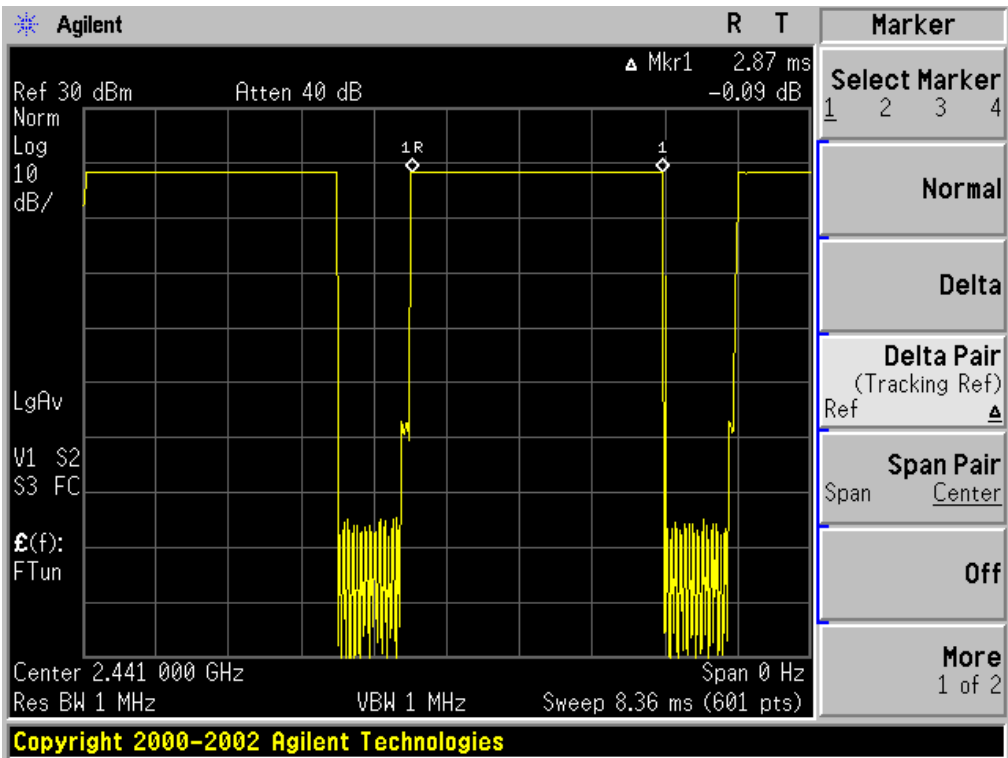 Agilent R T
Δ Mkr1 2.87 ms
Ref 30 dBm Atten 40 dB -0.09 dB
Norm
Log
10
dB/
1R
1
LgAv
V1 S2
S3 FC
£(f):
FTun
Center 2.441 000 GHz Span 0 Hz
Res BW 1 MHz VBW 1 MHz Sweep 8.36 ms (601 pts)
Copyright 2000-2002 Agilent Technologies
Marker
Select Marker
1 2 3 4
Normal
Delta
Delta Pair
(Tracking Ref)
Ref Δ
Span Pair
Span Center
Off
More
1 of 2